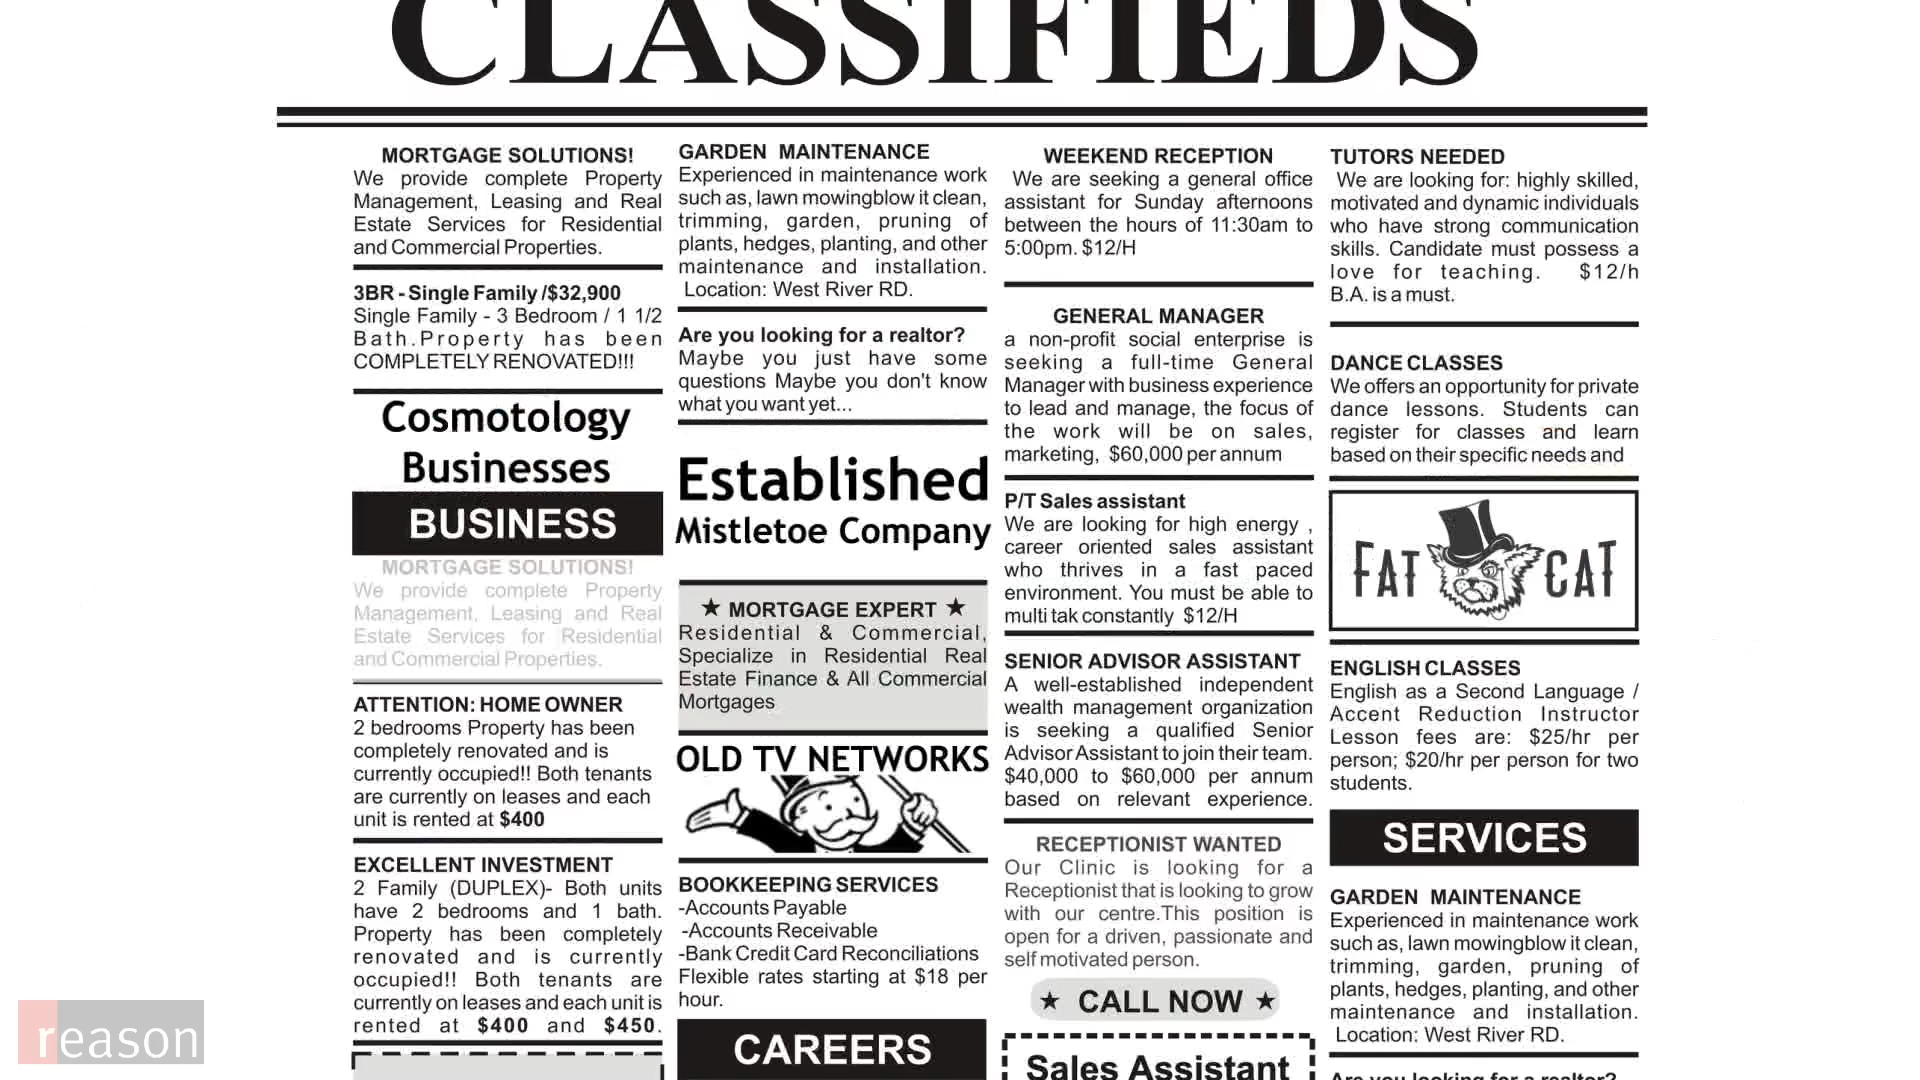 CLASSIFIEDS
MORTGAGE SOLUTIONS!
We provide complete Property
Management, Leasing and Real
Estate Services for Residential
and Commercial Properties.
3BR - Single Family /$32,900
Single Family - 3 Bedroom / 1 1/2
Bath.Property has been
COMPLETELY RENOVATED!!!
Cosmotology
Businesses
BUSINESS
MORTGAGE SOLUTIONS!
We provide complete Property
Management, Leasing and Real
Estate Services for Residential
and Commercial Properties.
ATTENTION: HOME OWNER
2 bedrooms Property has been
completely renovated and is
currently occupied!! Both tenants
are currently on leases and each
unit is rented at $400
EXCELLENT INVESTMENT
2 Family (DUPLEX)- Both units
have 2 bedrooms and 1 bath.
Property has been completely
renovated and is currently
occupied!! Both tenants are
currently on leases and each unit is
rented at $400 and $450.
GARDEN MAINTENANCE
Experienced in maintenance work
such as, lawn mowingblow it clean,
trimming, garden, pruning of
plants, hedges, planting, and other
maintenance and installation.
Location: West River RD.
Are you looking for a realtor?
Maybe you just have some
questions Maybe you don't know
what you want yet...
Established
Mistletoe Company
★ MORTGAGE EXPERT ★
Residential & Commercial,
Specialize in Residential Real
Estate Finance & All Commercial
Mortgages
OLD TV NETWORKS
BOOKKEEPING SERVICES
-Accounts Payable
-Accounts Receivable
-Bank Credit Card Reconciliations
Flexible rates starting at $18 per
hour.
CAREERS
WEEKEND RECEPTION
We are seeking a general office
assistant for Sunday afternoons
between the hours of 11:30am to
5:00pm. $12/H
GENERAL MANAGER
a non-profit social enterprise is
seeking a full-time General
Manager with business experience
to lead and manage, the focus of
the work will be on sales,
marketing, $60,000 per annum
P/T Sales assistant
We are looking for high energy ,
career oriented sales assistant
who thrives in a fast paced
environment. You must be able to
multi tak constantly $12/H
SENIOR ADVISOR ASSISTANT
A well-established independent
wealth management organization
is seeking a qualified Senior
Advisor Assistant to join their team.
$40,000 to $60,000 per annum
based on relevant experience.
RECEPTIONIST WANTED
Our Clinic is looking for a
Receptionist that is looking to grow
with our centre.This position is
open for a driven, passionate and
self motivated person.
★ CALL NOW ★
Sales Assistant
TUTORS NEEDED
We are looking for: highly skilled,
motivated and dynamic individuals
who have strong communication
skills. Candidate must possess a
love for teaching. $12/h
B.A. is a must.
DANCE CLASSES
We offers an opportunity for private
dance lessons. Students can
register for classes and learn
based on their specific needs and
FAT CAT
ENGLISH CLASSES
English as a Second Language /
Accent Reduction Instructor
Lesson fees are: $25/hr per
person; $20/hr per person for two
students.
SERVICES
GARDEN MAINTENANCE
Experienced in maintenance work
such as, lawn mowingblow it clean,
trimming, garden, pruning of
plants, hedges, planting, and other
maintenance and installation.
Location: West River RD.
Are you looking for a realtor?
reason